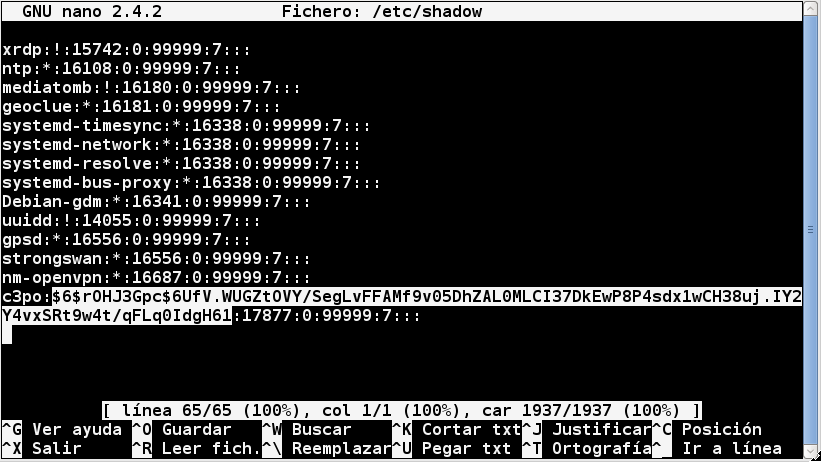 GNU nano 2.4.2 Fichero: /etc/shadow
xrdp:!:15742:0:99999:7:::
ntp:*:16108:0:99999:7:::
mediatomb:!:16180:0:99999:7:::
geoclue:*:16181:0:99999:7:::
systemd-timesync:*:16338:0:99999:7:::
systemd-network:*:16338:0:99999:7:::
systemd-resolve:*:16338:0:99999:7:::
systemd-bus-proxy:*:16338:0:99999:7:::
Debian-gdm:*:16341:0:99999:7:::
uuidd:!:14055:0:99999:7:::
gpsd:*:16556:0:99999:7:::
strongswan:*:16556:0:99999:7:::
nm-openvpn:*:16687:0:99999:7:::
c3po:$6$rOHJ3Gpc$6UfV.WUGZtOVY/SegLvFFAMf9v05DhZAL0MLCI37DkEwP8P4sdx1wCH38uj.IY2
Y4vxSRt9w4t/qFLq0IdgH61:17877:0:99999:7:::
[ línea 65/65 (100%), col 1/1 (100%), car 1937/1937 (100%) ]
^G Ver ayuda ^O Guardar ^W Buscar ^K Cortar txt ^J Justificar ^C Posición
^X Salir ^R Leer fich. ^\ Reemplazar ^U Pegar txt ^T Ortografía ^_ Ir a línea